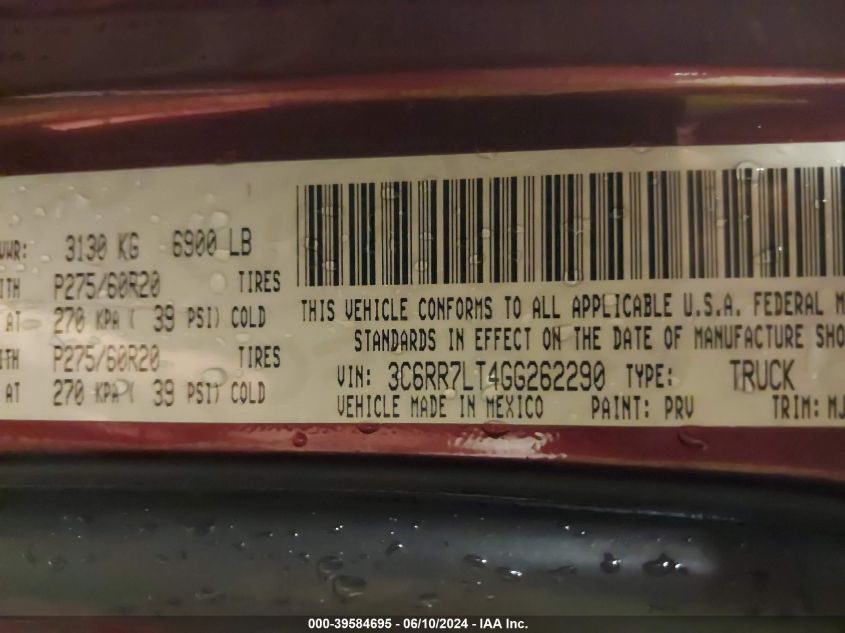 VWR: 3130 KG 6900 LB
ITH P275/60R20 TIRES
AT 270 KPA ( 39 PSI) COLD
ITH P275/60R20 TIRES
AT 270 KPA ( 39 PSI) COLD
THIS VEHICLE CONFORMS TO ALL APPLICABLE U.S.A. FEDERAL M
STANDARDS IN EFFECT ON THE DATE OF MANUFACTURE SHO
VIN: 3C6RR7LT4GG262290 TYPE: TRUCK
VEHICLE MADE IN MEXICO PAINT: PRV TRIM: MJ
000-39584695 - 06/10/2024 - IAA Inc.